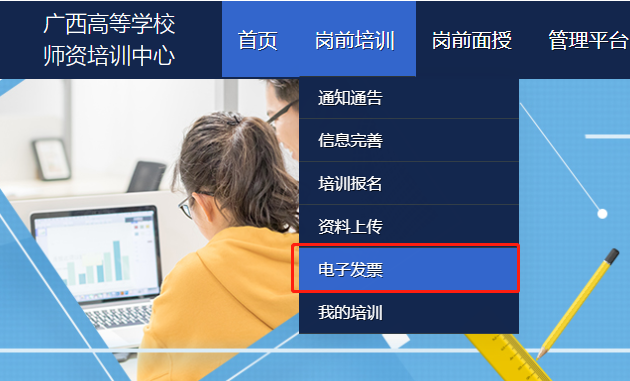 广西高等学校
师资培训中心
首页 岗前培训 岗前面授 管理平台
通知通告
信息完善
培训报名
资料上传
电子发票
我的培训